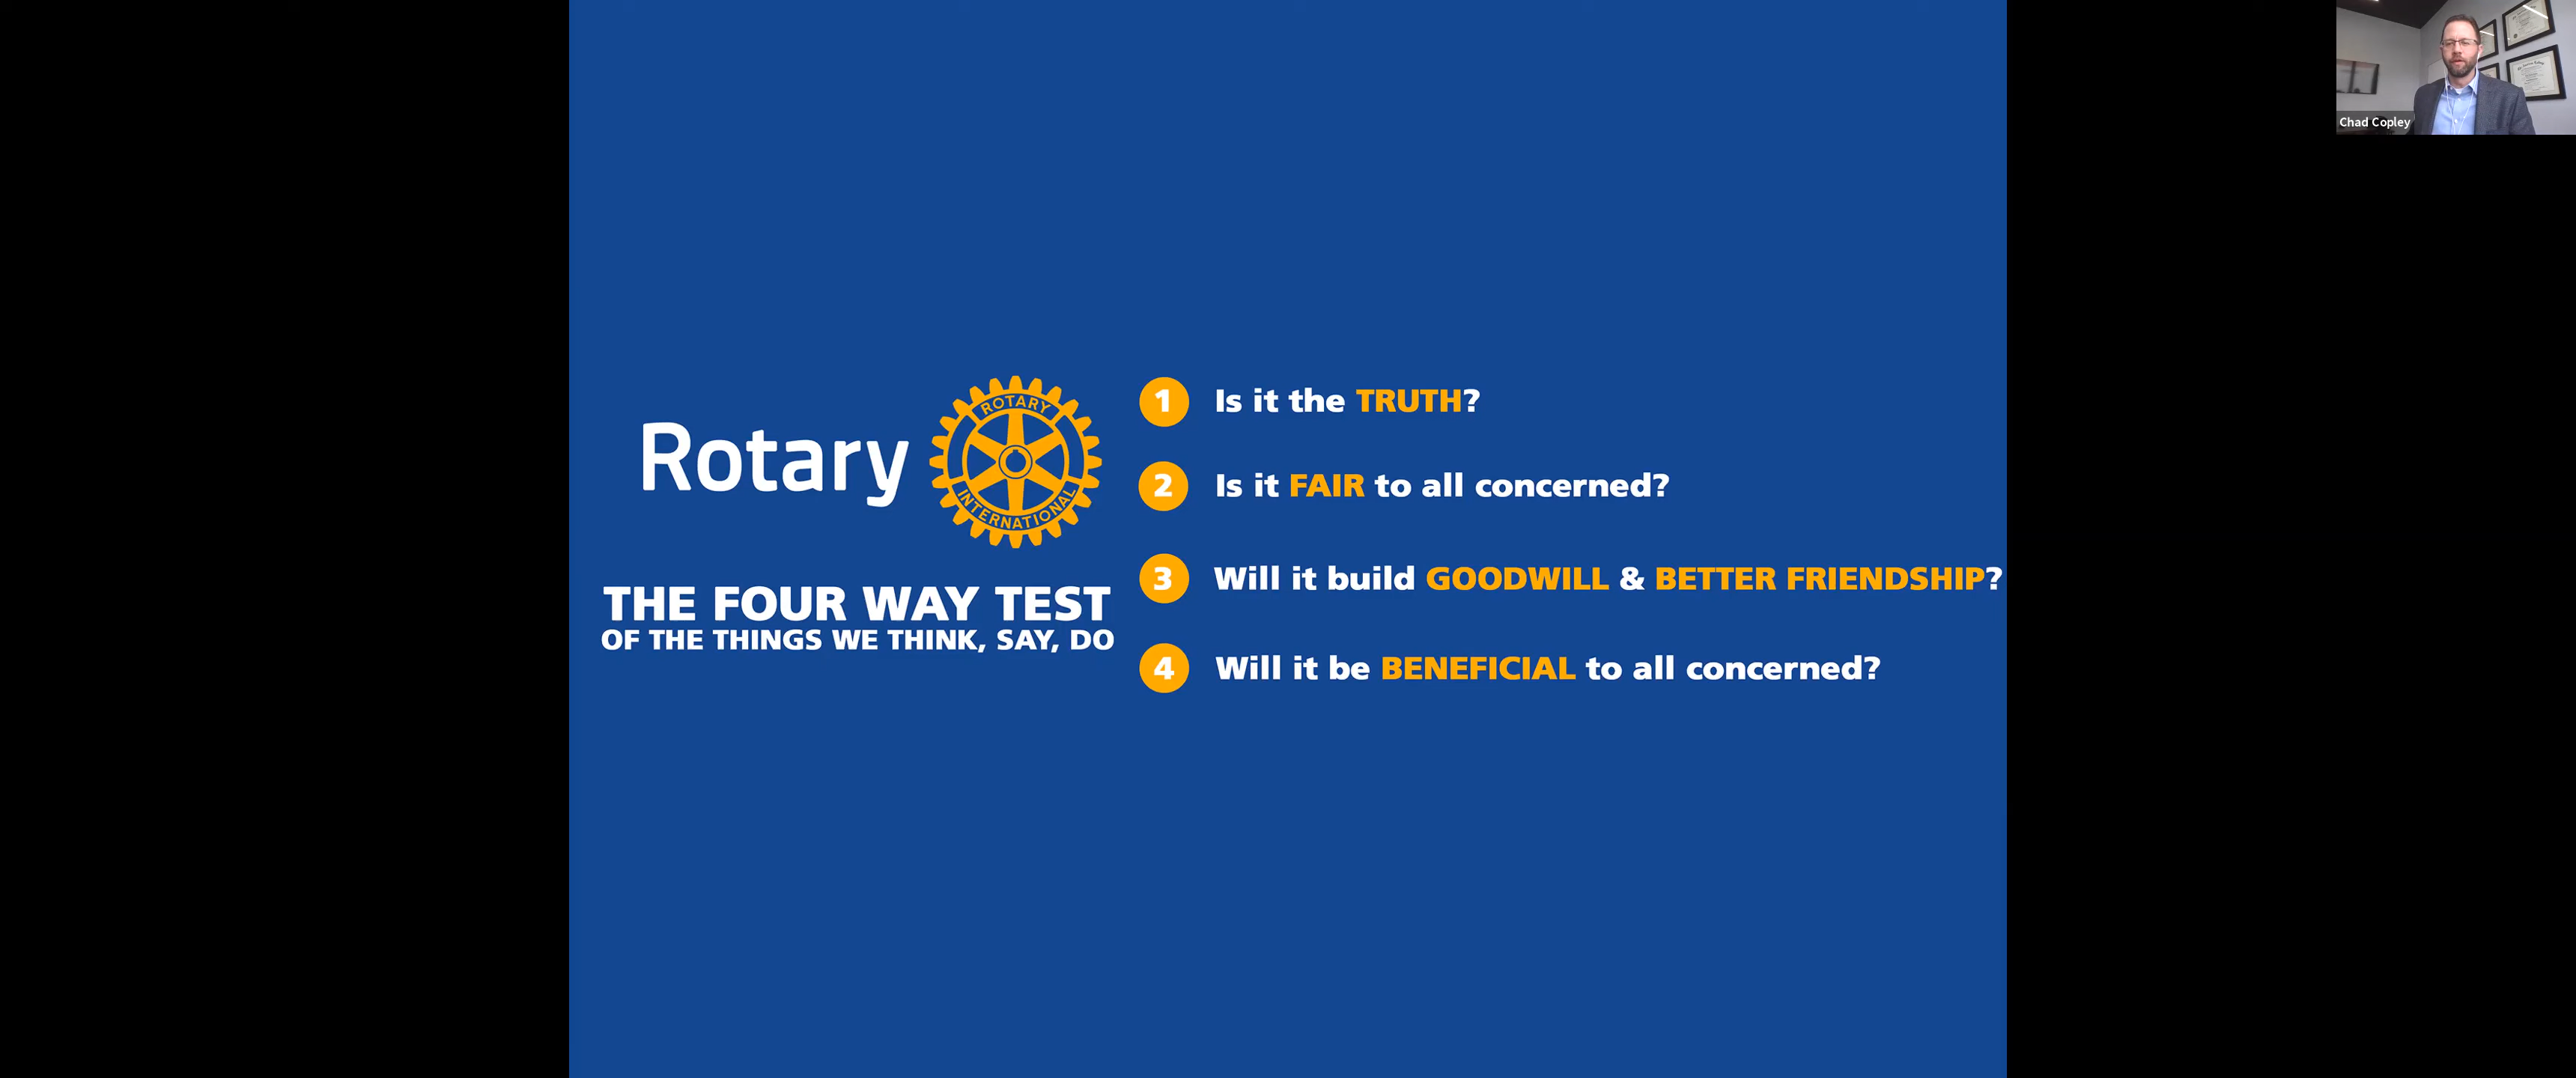 Rotary
ROTARY
INTERNATIONAL
THE FOUR WAY TEST
OF THE THINGS WE THINK, SAY, DO
1 Is it the TRUTH?
2 Is it FAIR to all concerned?
3 Will it build GOODWILL & BETTER FRIENDSHIP?
4 Will it be BENEFICIAL to all concerned?
Chad Copley